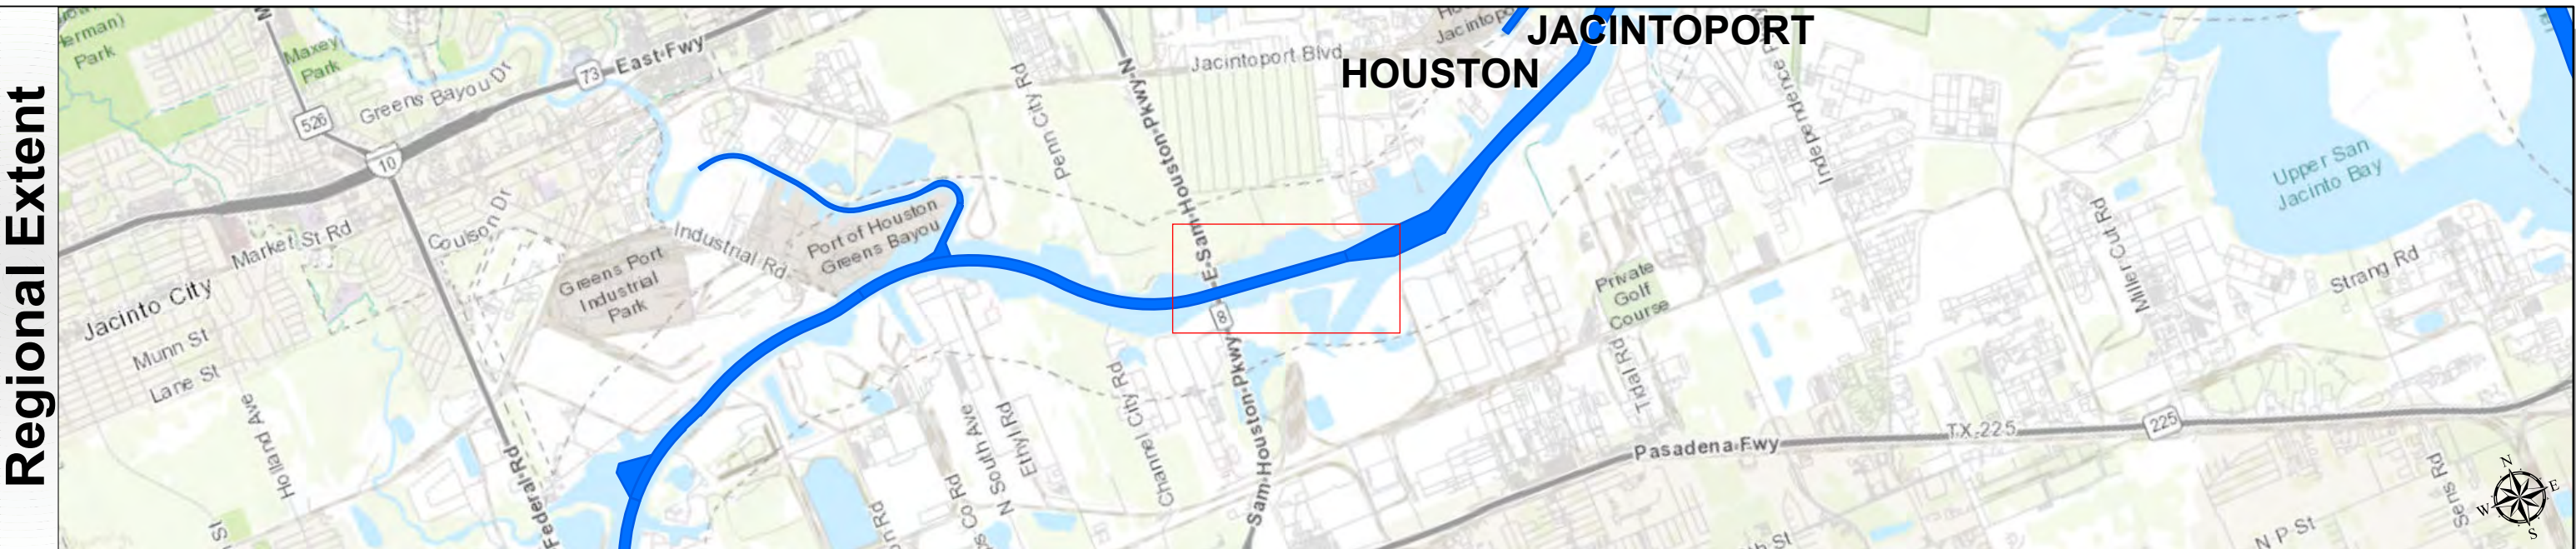 Regional Extent
JACINTOPORT
HOUSTON
Park
Maxey
Park
Greens Bayou Dr
73
East Fwy
526
10
Market St Rd
Coulson Dr
Jacinto City
Munn St
Lane St
Holland Ave
Federal Rd
Greens Port
Industrial
Park
Industrial Rd
Port of Houston
Greens Bayou
Penn City Rd
E Sam Houston Pkwy N
Jacintoport Blvd
8
Sam Houston Pkwy
Channel City Rd
N South Ave
Ethyl Rd
Private
Golf
Course
Tidal Rd
Pasadena Fwy
TX-225
225
Miller Cut Rd
Strang Rd
Upper San
Jacinto Bay
Sens Rd
N P St
St
N
E
S
W